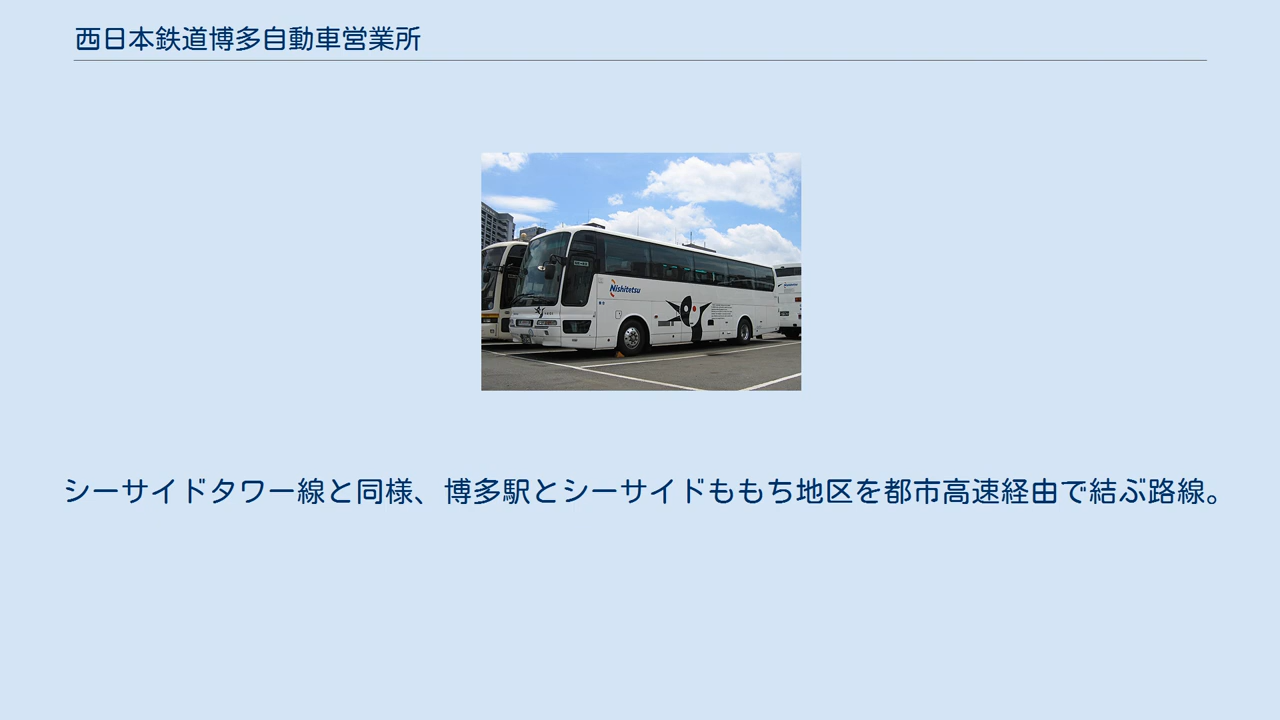 西日本鉄道博多自動車営業所
Nishitetsu
シーサイドタワー線と同様、博多駅とシーサイドももち地区を都市高速経由で結ぶ路線。